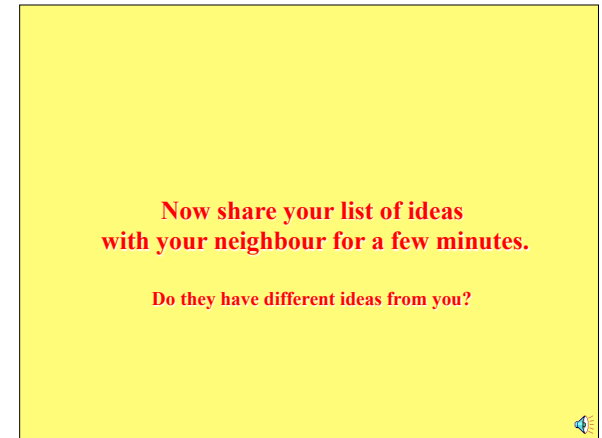 Now share your list of ideas
with your neighbour for a few minutes.
Do they have different ideas from you?